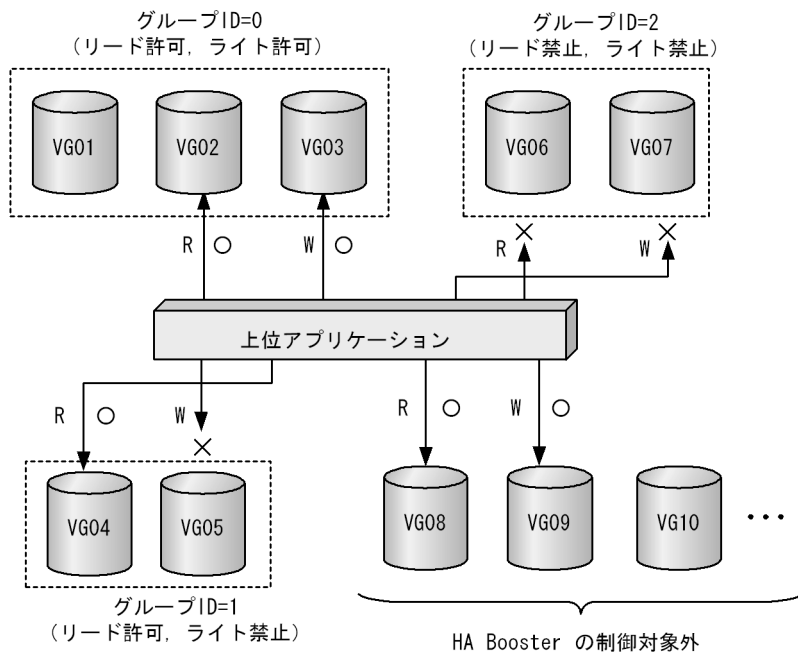 グループID=0
(リード許可, ライト許可)
グループID=2
(リード禁止, ライト禁止)
VG01
VG02
VG03
VG06
VG07
R ○
W ○
×
R
×
W
上位アプリケーション
R ○
W
×
R ○
W ○
VG04
VG05
VG08
VG09
VG10
・・・
グループID=1
(リード許可, ライト禁止)
HA Booster の制御対象外